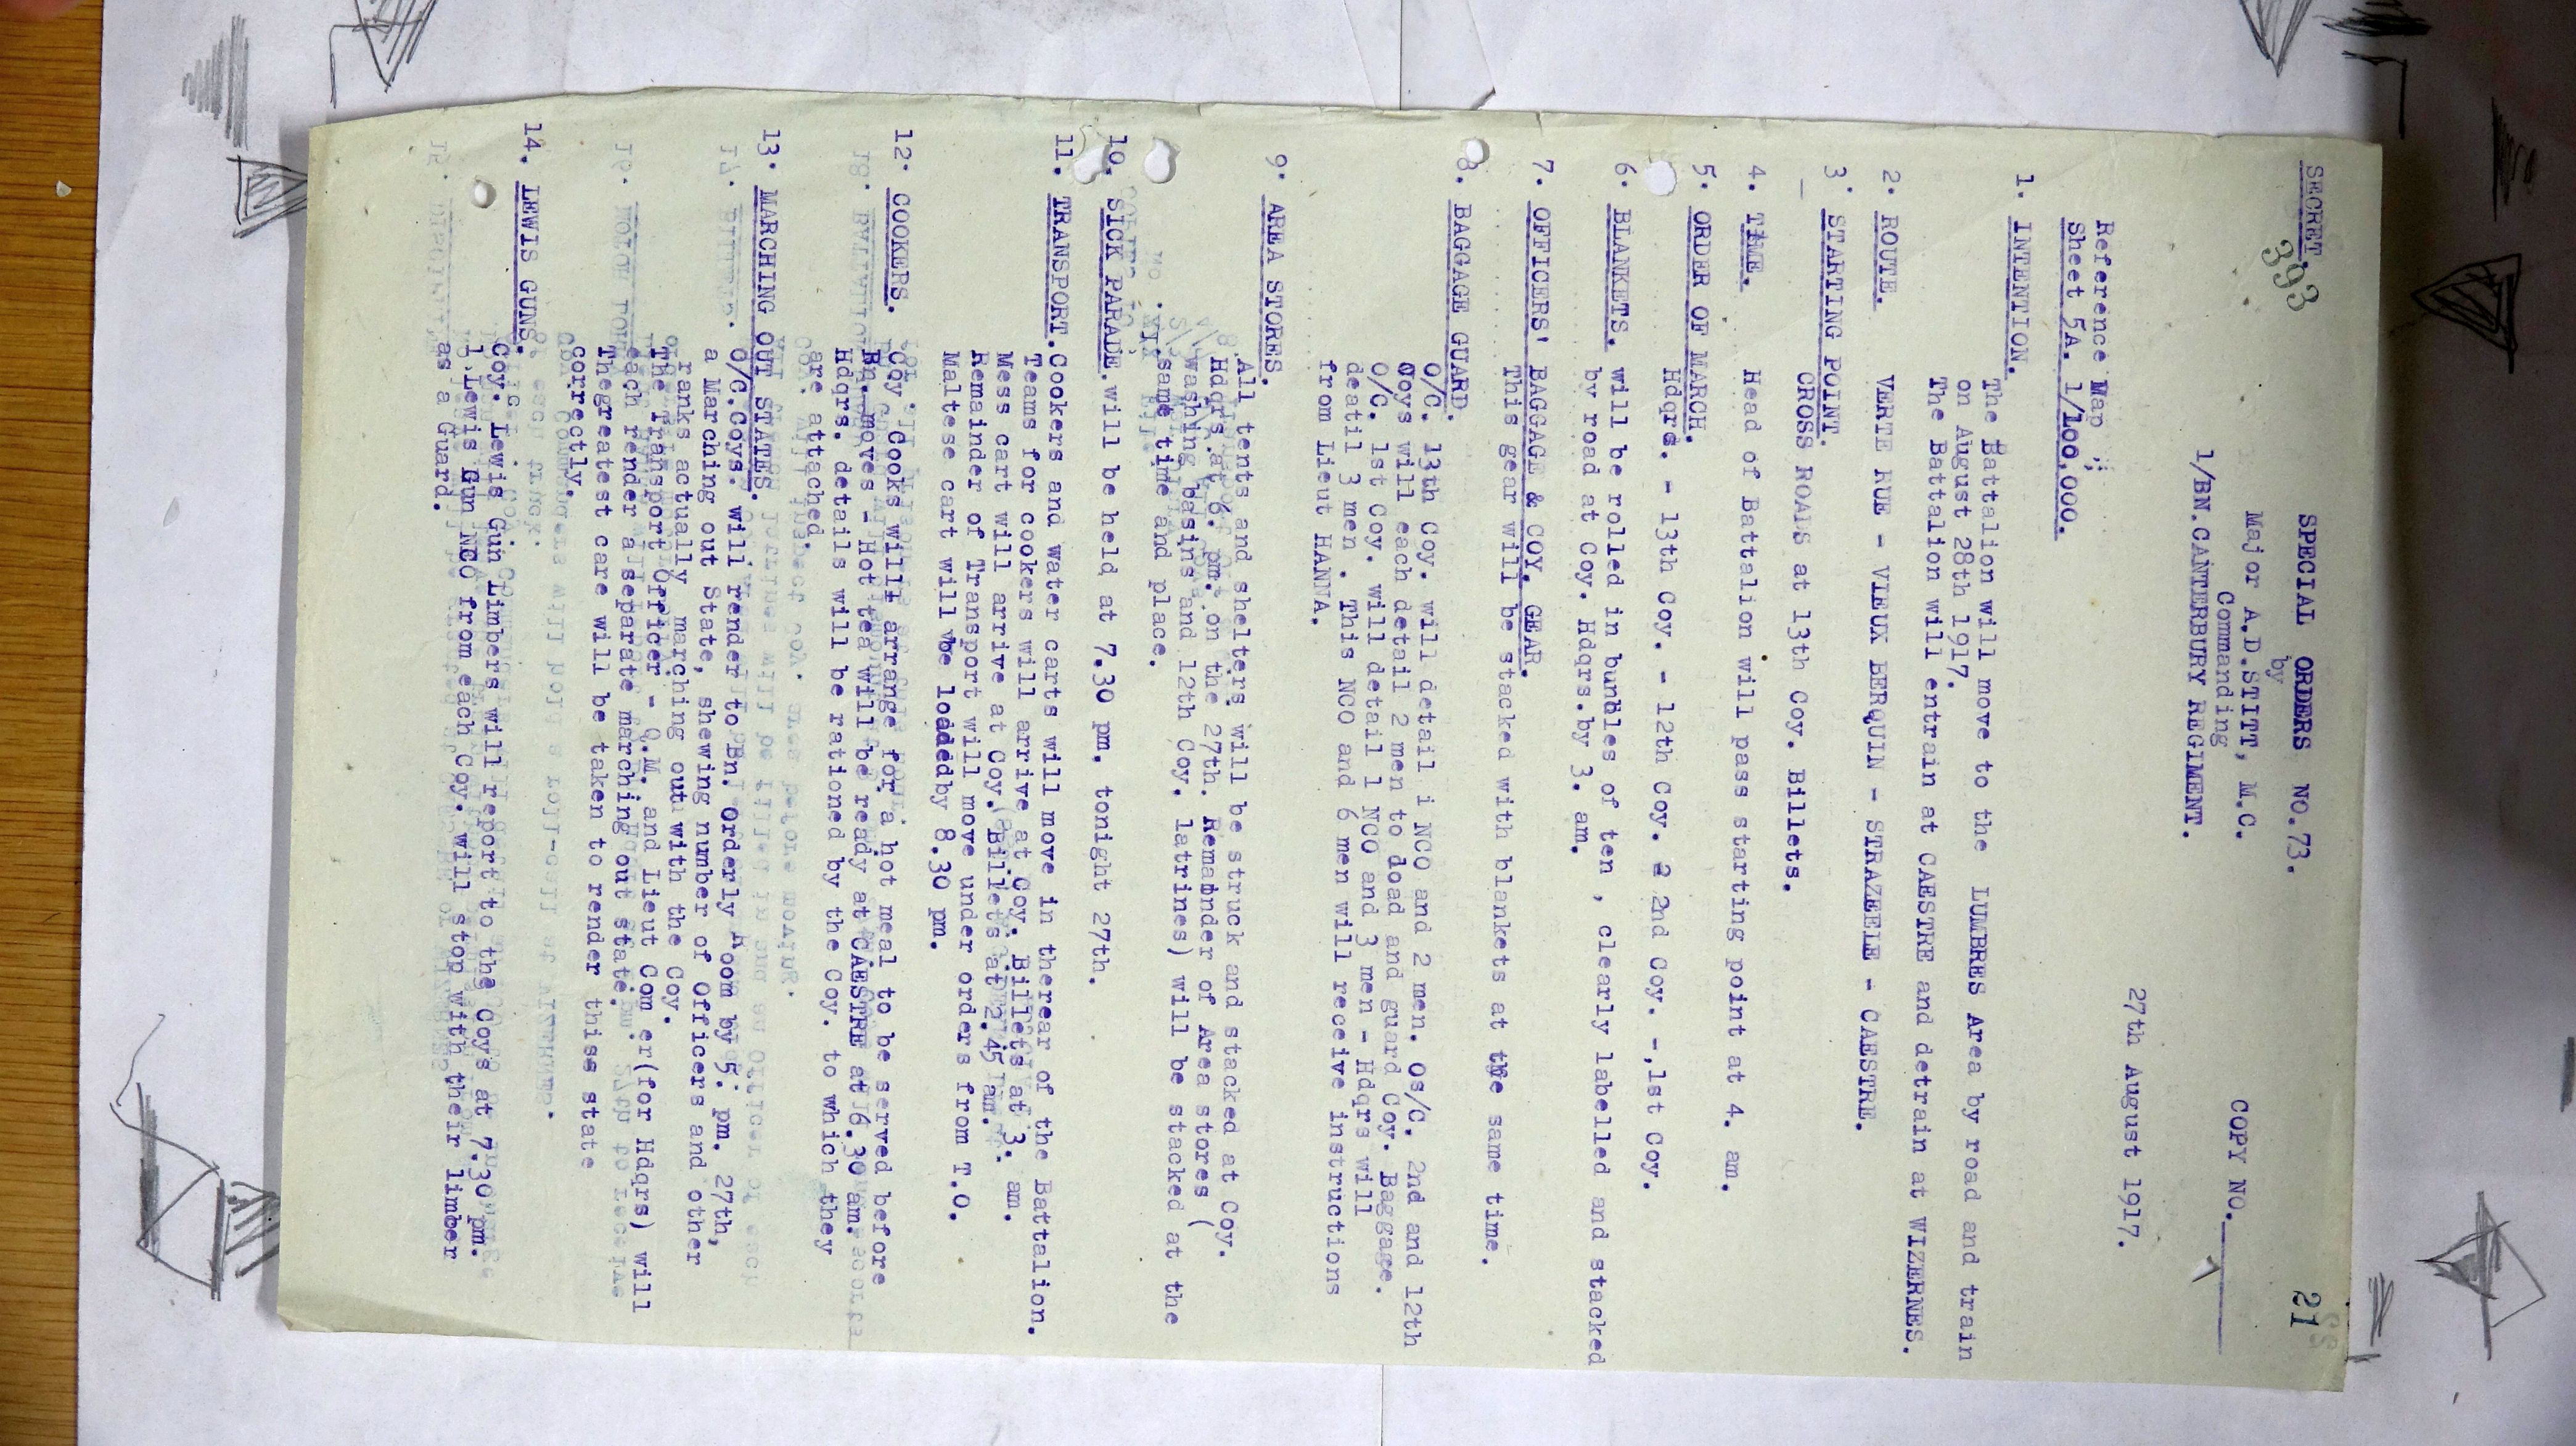 SECRET.
393
21
SPECIAL ORDERS NO.73.
by
Major A.D.STITT, M.C.
Commanding,
1/BN.CANTERBURY REGIMENT.
COPY NO.
27th August 1917.
Reference Map ;
Sheet 5A. 1/100,000.
1. INTENTION.
The Battalion will move to the LUMBRES Area by road and train
on August 28th 1917.
The Battalion will entrain at CAESTRE and detrain at WIZERNES.
2. ROUTE. VERTE RUE - VIEUX BERQUIN - STRAZEELE - CAESTRE.
3. STARTING POINT.
CROSS ROADS at 13th Coy. Billets.
4. TIME. Head of Battalion will pass starting point at 4. am.
5. ORDER OF MARCH.
Hdqrs. - 13th Coy. - 12th Coy. 2 2nd Coy. -,1st Coy.
6. BLANKETS. will be rolled in bundles of ten , clearly labelled and stacked
by road at Coy. Hdqrs.by 3. am.
7. OFFICERS' BAGGAGE & COY. GEAR.
This gear will be stacked with blankets at the same time.
8. BAGGAGE GUARD.
O/C. 13th Coy. will detail i NCO and 2 men. Os/C. 2nd and 12th
Coys will each detail 2 men to doad and guard Coy. Baggage.
O/C. 1st Coy. will detail 1 NCO and 3 men - Hdqrs will
deatil 3 men . This NCO and 6 men will receive instructions
from Lieut HANNA.
9. AREA STORES.
All tents and shelters will be struck and stacked at Coy.
Hdqrs at 6. pm. on the 27th. Remainder of Area stores (
washing basins and 12th Coy. latrines) will be stacked at the
same time and place.
10. SICK PARADE. will be held at 7.30 pm. tonight 27th.
11. TRANSPORT. Cookers and water carts will move in therear of the Battalion.
Teams for cookers will arrive at Coy. Billets at 3. am.
Mess cart will arrive at Coy. Billets at 2.45 am.
Remainder of Transport will move under orders from T.O.
Maltese cart will be loadedby 8.30 pm.
12. COOKERS. Coy Cooks will arrange for a hot meal to be served before
Bn. moves - Hot tea will be ready at CAESTRE at 6.30 am.
Hdqrs. details will be rationed by the Coy. to which they
are attached.
13. MARCHING OUT STATES.
O/C.Coys. will render to Bn. Orderly Room by 5. pm. 27th,
a Marching out State, shewing number of Officers and other
ranks actually marching out with the Coy.
The Transport Officer - Q.M. and Lieut Com er(for Hdqrs) will
each render a separate marching out state.
Thegreatest care will be taken to render thiss state
correctly.
14. LEWIS GUNS.
Coy. Lewis Gun Limbers will report to the Coys at 7.30 pm.
1 Lewis Gun NCO from each Coy. will stop with their limber
as a Guard.